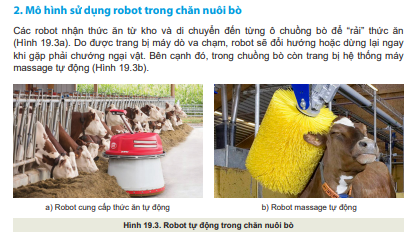 2. Mô hình sử dụng robot trong chăn nuôi bò
Các robot nhận thức ăn từ kho và di chuyển đến từng ô chuồng bò để “rải” thức ăn
(Hình 19.3a). Do được trang bị máy dò va chạm, robot sẽ đổi hướng hoặc dừng lại ngay
khi gặp phải chướng ngại vật. Bên cạnh đó, trong chuồng bò còn trang bị hệ thống máy
massage tự động (Hình 19.3b).
a) Robot cung cấp thức ăn tự động
b) Robot massage tự động
Hình 19.3. Robot tự động trong chăn nuôi bò